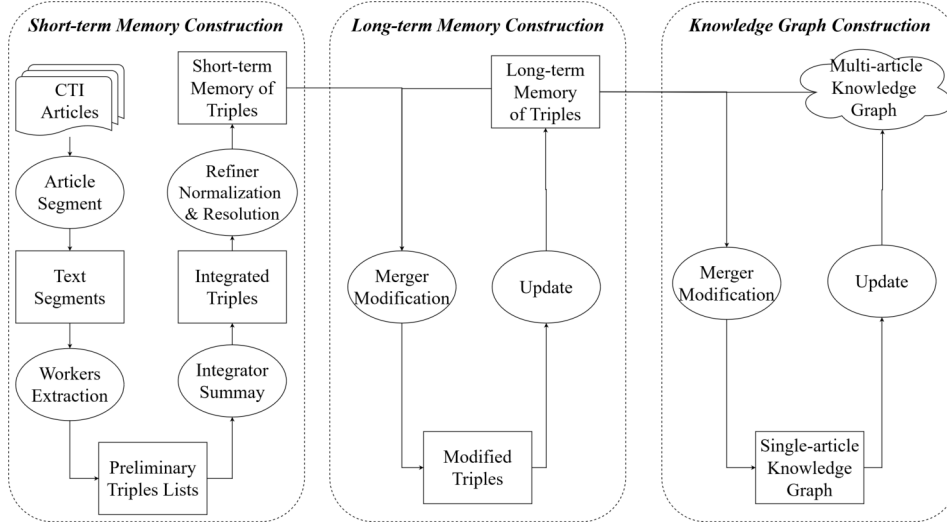 Short-term Memory Construction
CTI
Articles
Article
Segment
Text
Segments
Workers
Extraction
Preliminary
Triples Lists
Integrator
Summay
Integrated
Triples
Refiner
Normalization
& Resolution
Short-term
Memory of
Triples
Long-term Memory Construction
Merger
Modification
Modified
Triples
Update
Long-term
Memory
of Triples
Knowledge Graph Construction
Merger
Modification
Single-article
Knowledge
Graph
Update
Multi-article
Knowledge
Graph